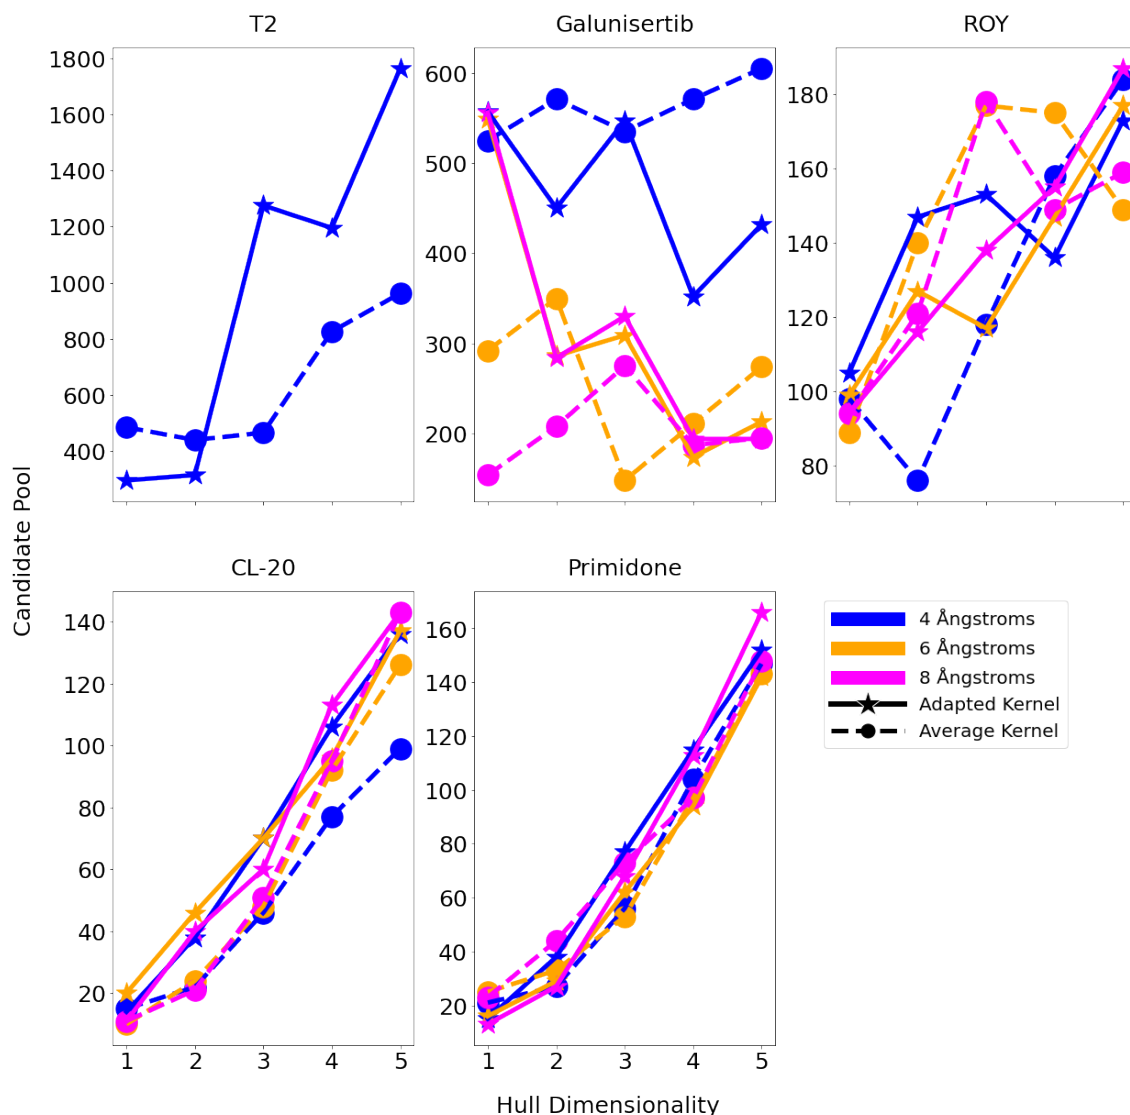 T2
Galunisertib
ROY
1800
1600
1400
1200
1000
800
600
400
600
500
400
300
200
180
160
140
120
100
80
Candidate Pool
CL-20
Primidone
140
120
100
80
60
40
20
1 2 3 4 5
160
140
120
100
80
60
40
20
1 2 3 4 5
4 Ångstroms
6 Ångstroms
8 Ångstroms
Adapted Kernel
Average Kernel
Hull Dimensionality